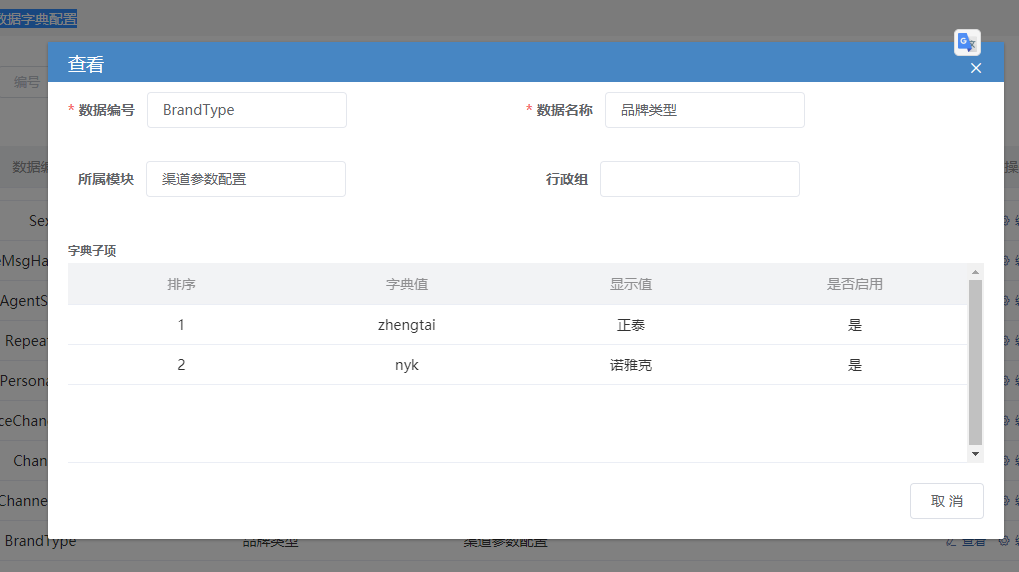 数据字典配置
查看
编号
* 数据编号 BrandType * 数据名称 品牌类型
数据编
所属模块 渠道参数配置 行政组
操
Sex
字典子项
eMsgHa
排序 字典值 显示值 是否启用
AgentS
1 zhengtai 正泰 是
Repeat
2 nyk 诺雅克 是
Persona
ceChan
Chan
Channe
取 消
BrandType 品牌类型 渠道参数配置 查看